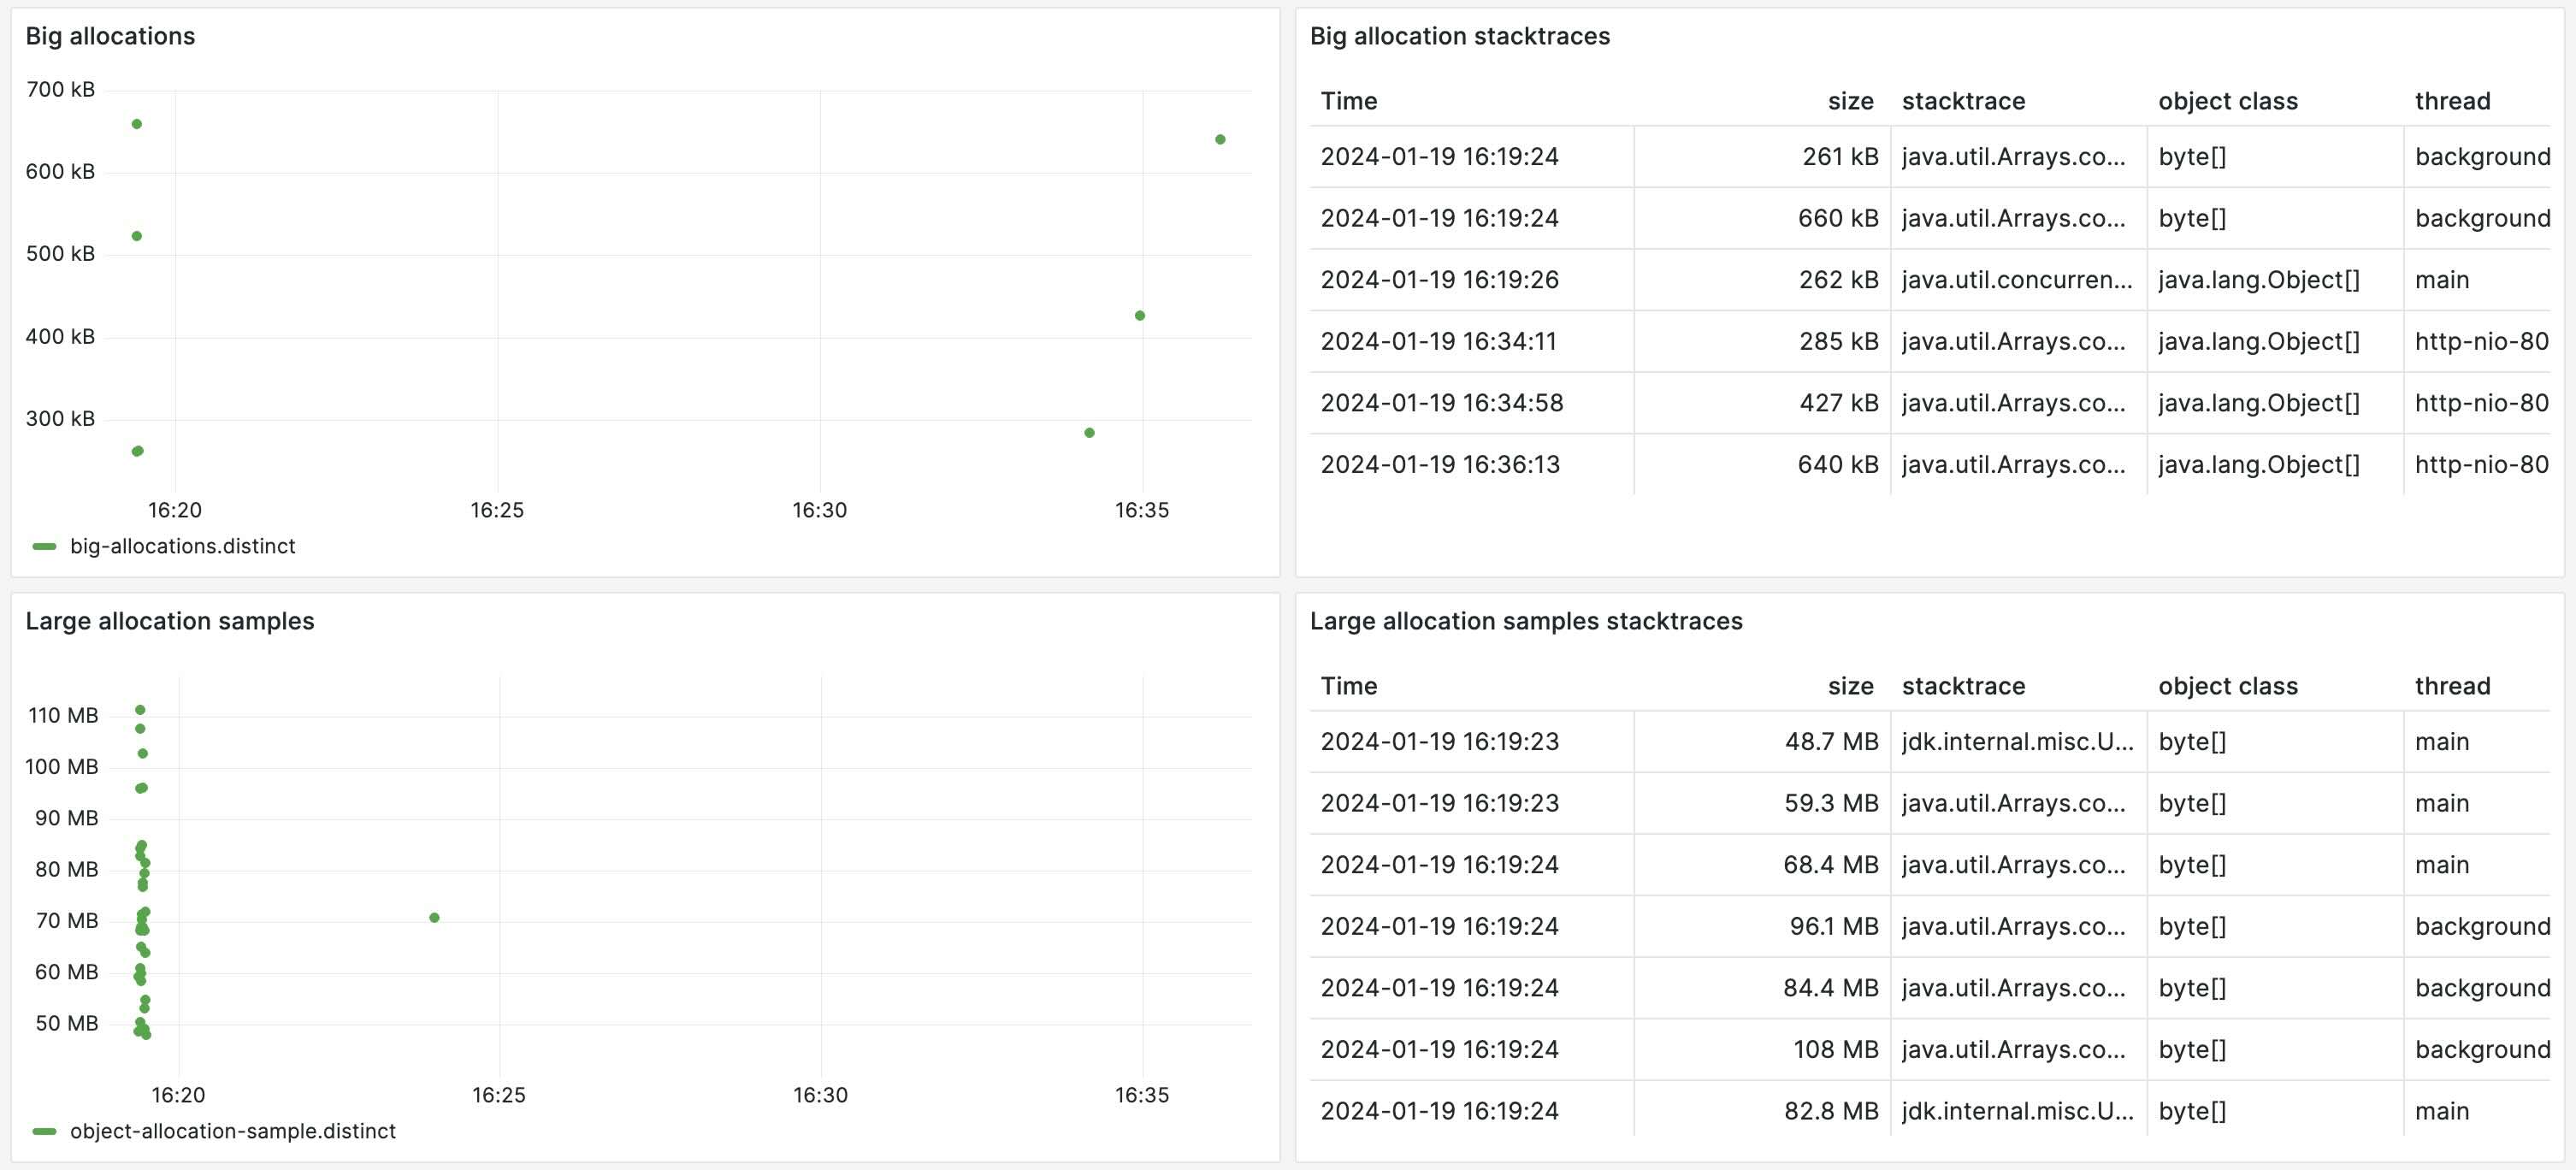 Big allocations
700 kB
600 kB
500 kB
400 kB
300 kB
16:20 16:25 16:30 16:35
big-allocations.distinct
Big allocation stacktraces
Time size stacktrace object class thread
2024-01-19 16:19:24 261 kB java.util.Arrays.co... byte[] background
2024-01-19 16:19:24 660 kB java.util.Arrays.co... byte[] background
2024-01-19 16:19:26 262 kB java.util.concurren... java.lang.Object[] main
2024-01-19 16:34:11 285 kB java.util.Arrays.co... java.lang.Object[] http-nio-80
2024-01-19 16:34:58 427 kB java.util.Arrays.co... java.lang.Object[] http-nio-80
2024-01-19 16:36:13 640 kB java.util.Arrays.co... java.lang.Object[] http-nio-80
Large allocation samples
110 MB
100 MB
90 MB
80 MB
70 MB
60 MB
50 MB
16:20 16:25 16:30 16:35
object-allocation-sample.distinct
Large allocation samples stacktraces
Time size stacktrace object class thread
2024-01-19 16:19:23 48.7 MB jdk.internal.misc.U... byte[] main
2024-01-19 16:19:23 59.3 MB java.util.Arrays.co... byte[] main
2024-01-19 16:19:24 68.4 MB java.util.Arrays.co... byte[] main
2024-01-19 16:19:24 96.1 MB java.util.Arrays.co... byte[] background
2024-01-19 16:19:24 84.4 MB java.util.Arrays.co... byte[] background
2024-01-19 16:19:24 108 MB java.util.Arrays.co... byte[] background
2024-01-19 16:19:24 82.8 MB jdk.internal.misc.U... byte[] main